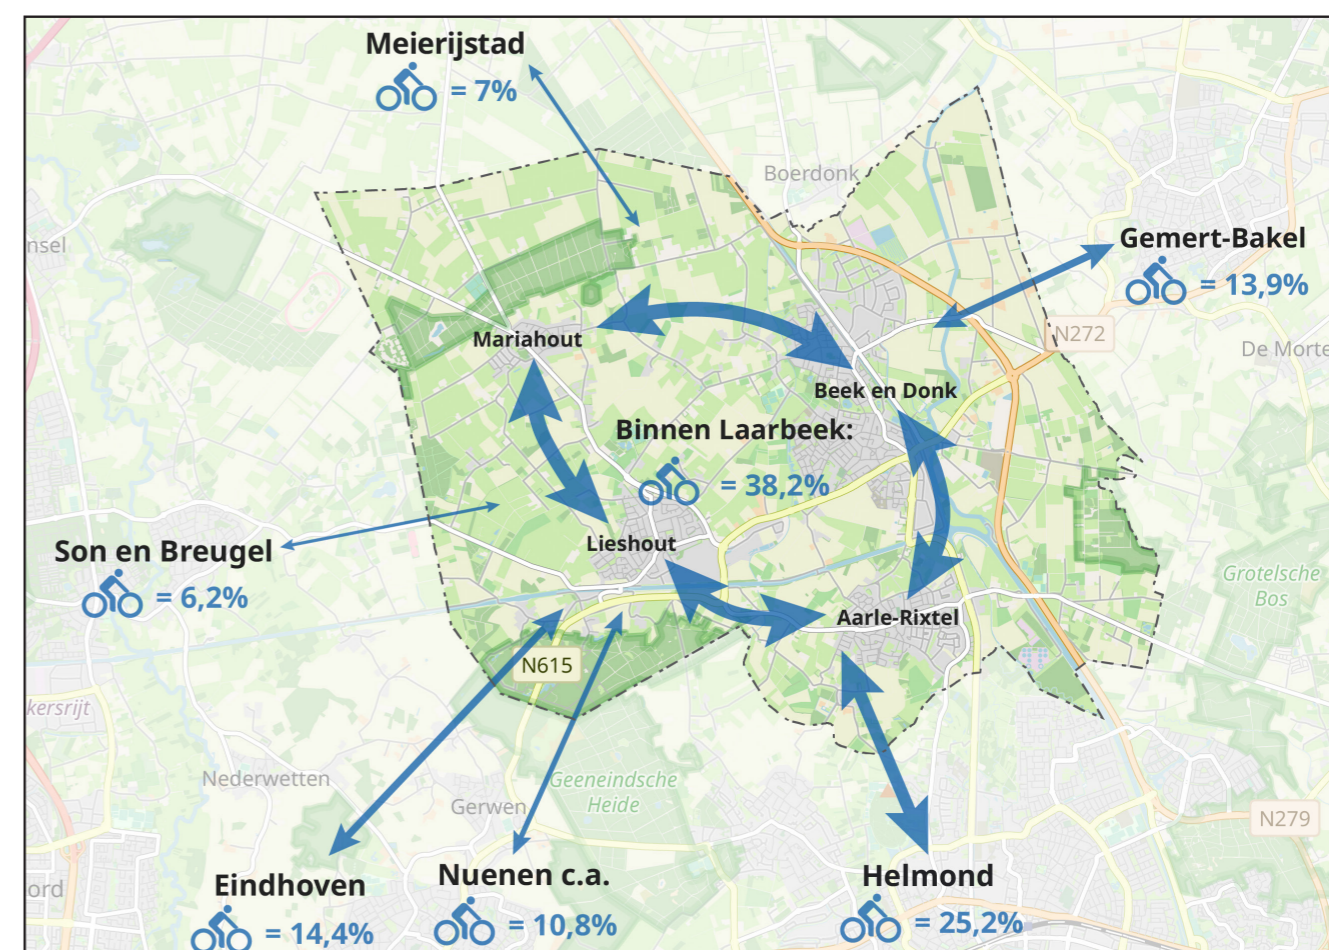 Meierijstad
= 7%
Boerdonk
nsel
Gemert-Bakel
= 13,9%
N272
De Morte
Mariahout
Beek en Donk
Binnen Laarbeek:
= 38,2%
Lieshout
Son en Breugel
= 6,2%
Grotelsche
Bos
Aarle-Rixtel
N615
kersrijt
Nederwetten
Geeneindsche
Heide
Gerwen
N279
ord
Eindhoven
= 14,4%
Nuenen c.a.
= 10,8%
Helmond
= 25,2%